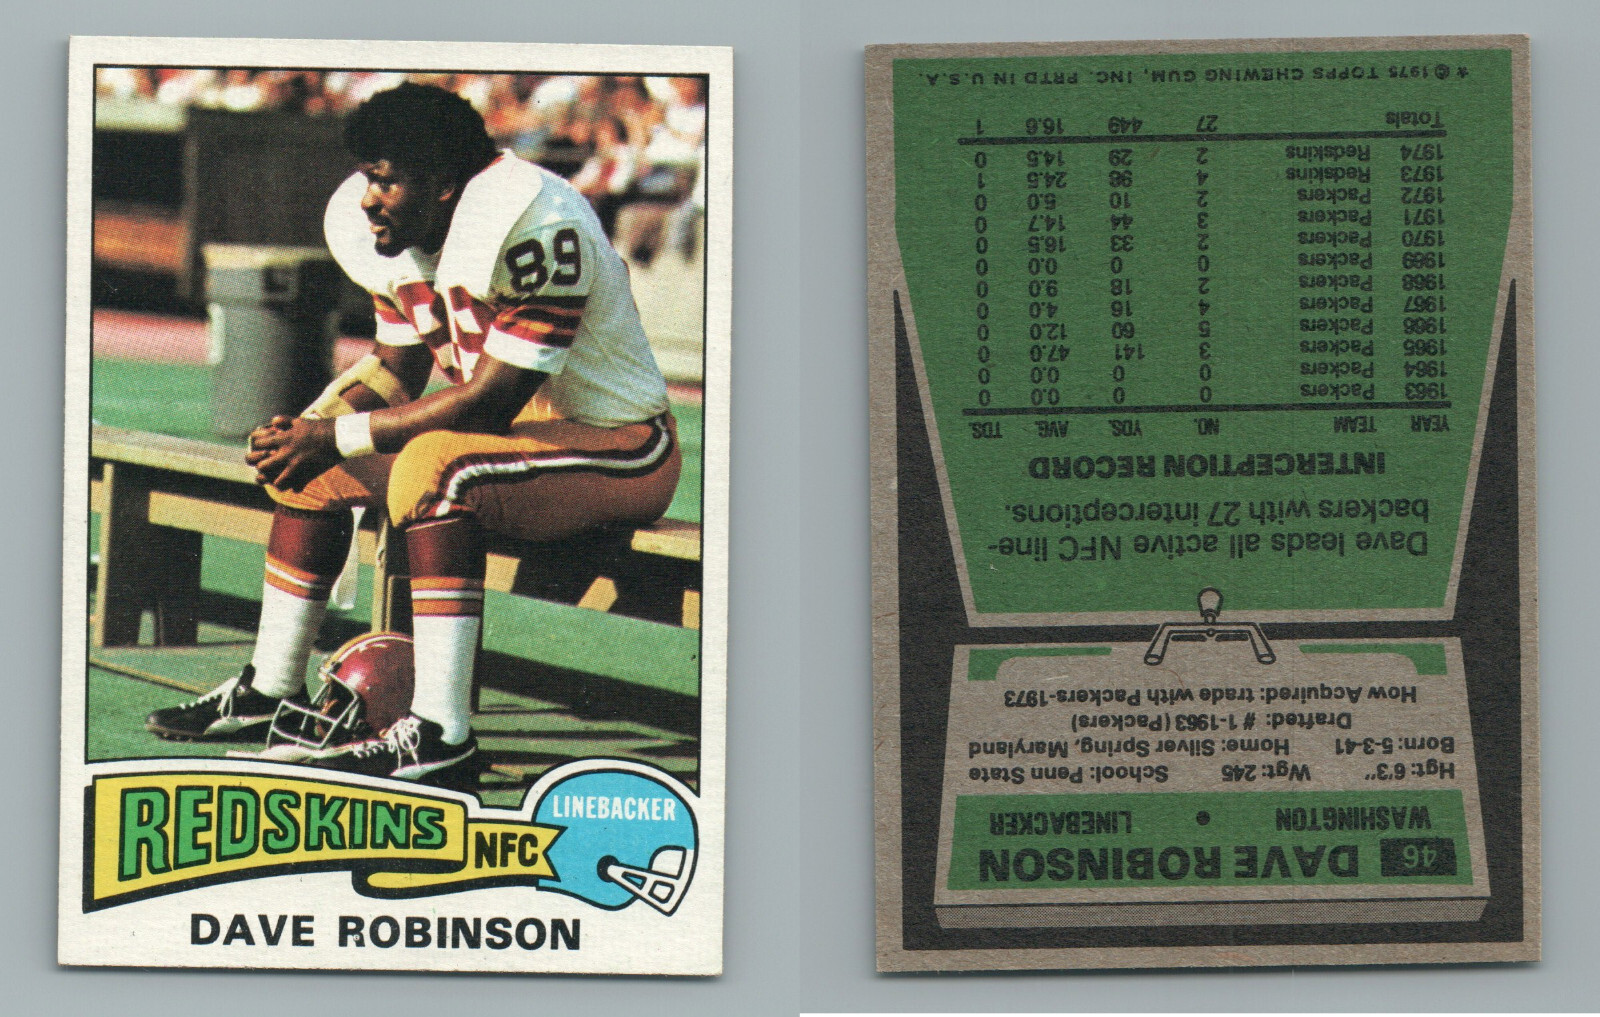 89
REDSKINS
NFC
LINEBACKER
DAVE ROBINSON
46 DAVE ROBINSON
WASHINGTON • LINEBACKER
Hgt: 6'3" Wgt: 245 School: Penn State
Born: 5-3-41 Home: Silver Spring, Maryland
Drafted: #1-1963 (Packers)
How Acquired: trade with Packers-1973
Dave leads all active NFC line-
backers with 27 interceptions.
INTERCEPTION RECORD
YEAR TEAM NO. YDS. AVG. TDS.
1963 Packers 0 0 0.0 0
1964 Packers 0 0 0.0 0
1965 Packers 3 141 47.0 0
1966 Packers 5 60 12.0 0
1967 Packers 4 16 4.0 0
1968 Packers 2 18 9.0 0
1969 Packers 0 0 0.0 0
1970 Packers 2 33 16.5 0
1971 Packers 3 44 14.7 0
1972 Packers 2 10 5.0 0
1973 Redskins 4 98 24.5 1
1974 Redskins 2 29 14.5 0
Totals 27 449 16.6 1
★ © 1975 TOPPS CHEWING GUM, INC. PRTD IN U.S.A.